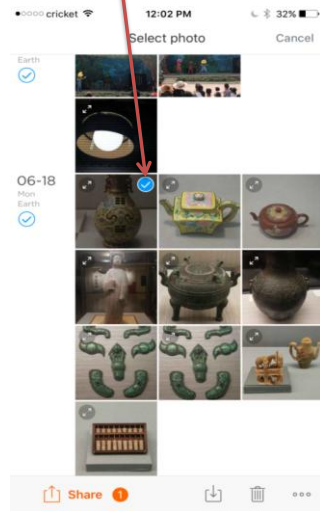 cricket 12:02 PM 32%
Select photo Cancel
Earth
06-18
Mon
Earth
Share 1